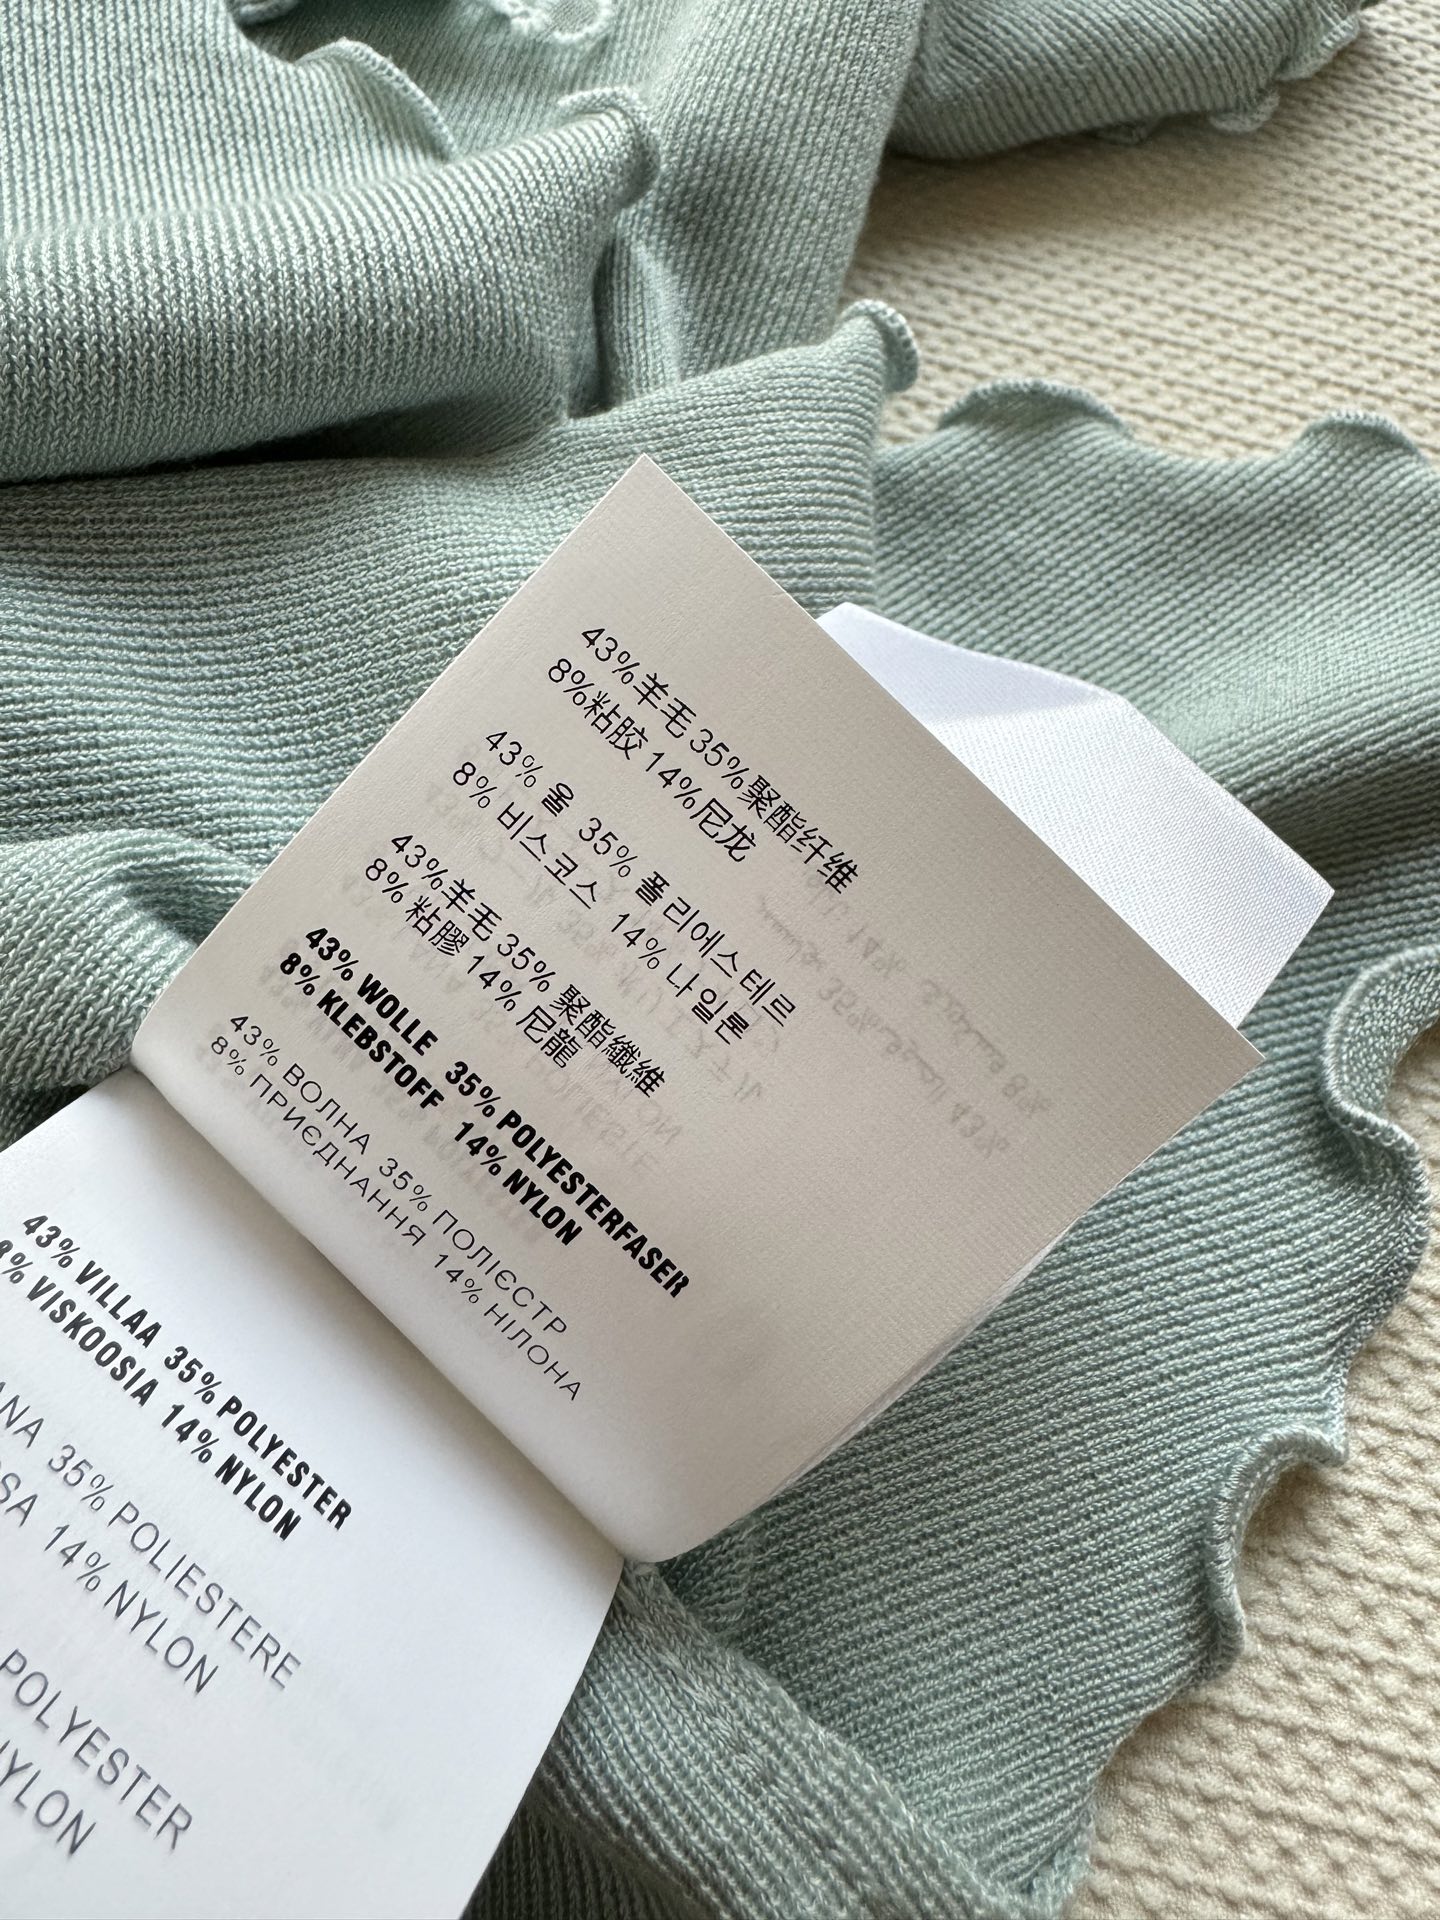 43%羊毛 35%聚酯纤维
8%粘胶 14%尼龙
43% 울 35% 폴리에스테르
8% 비스코스 14% 나일론
43%羊毛 35% 聚酯纖維
8% 粘膠 14% 尼龍
43% WOLLE 35% POLYESTERFASER
8% KLEBSTOFF 14% NYLON
43% ВОЛНА 35% ПОЛІЄСТР
8% ПРИЄДНАННЯ 14% НІЛОНА
43% VILLAA 35% POLYESTER
8% VISKOOSIA 14% NYLON
35% POLIESTERE
14% NYLON
POLYESTER
NYLON